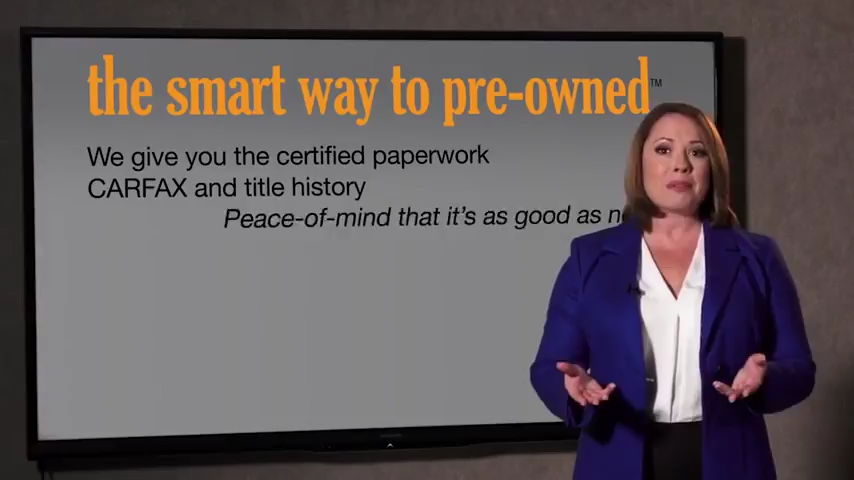 the smart way to pre-owned™
We give you the certified paperwork
CARFAX and title history
Peace-of-mind that it's as good as